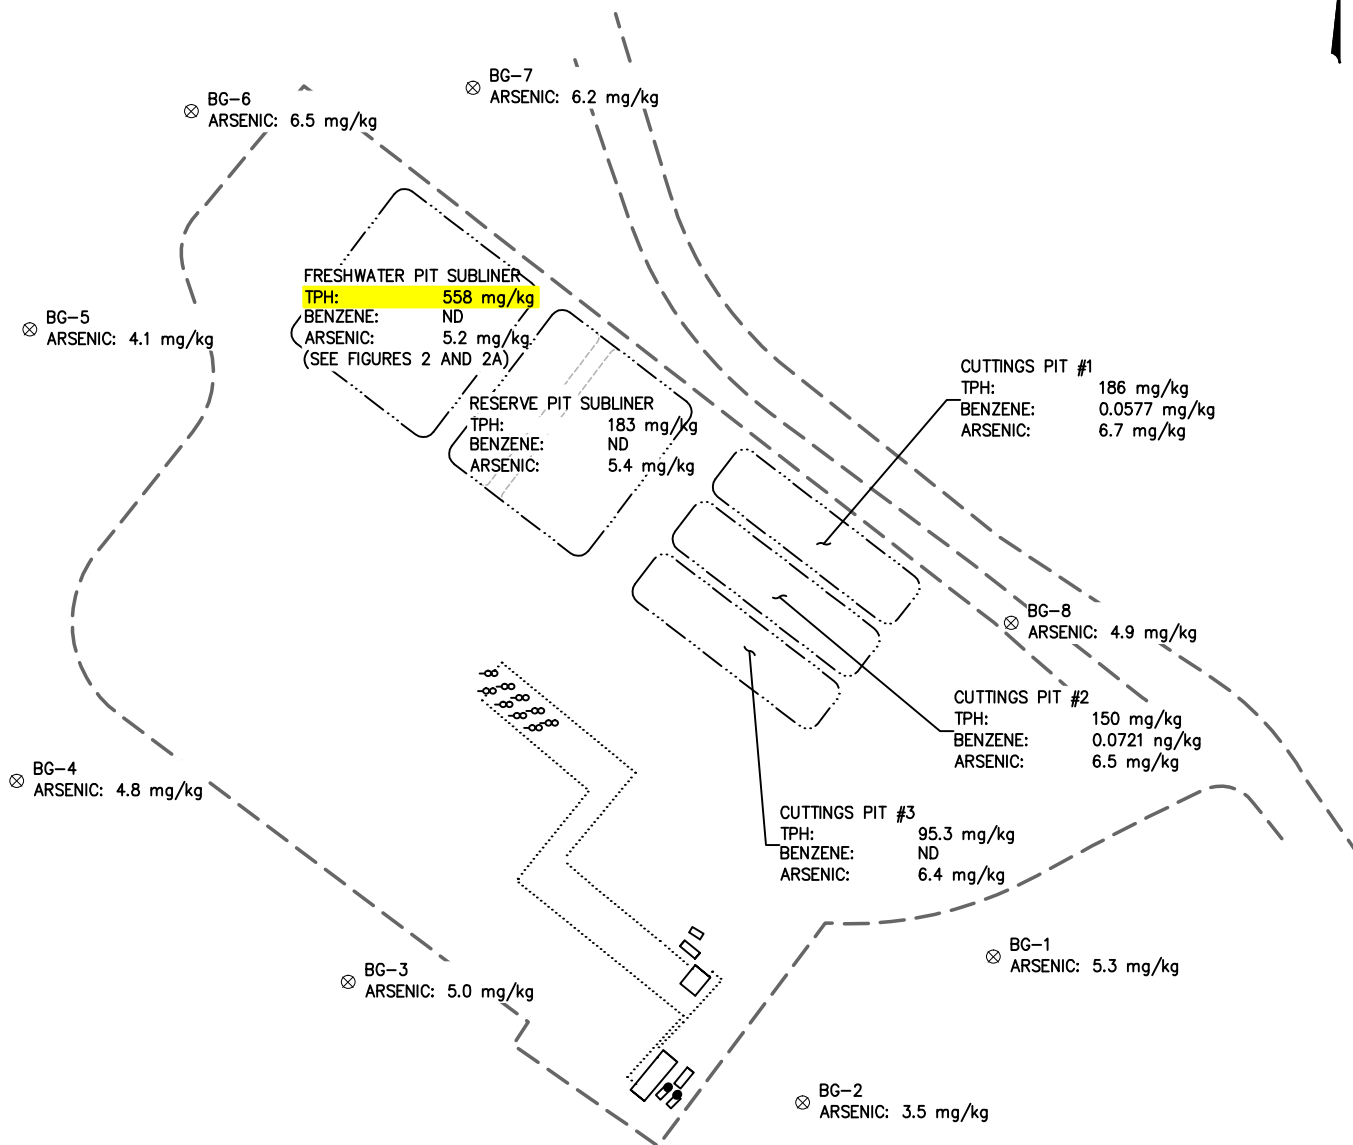 BG-7
ARSENIC: 6.2 mg/kg
BG-6
ARSENIC: 6.5 mg/kg
FRESHWATER PIT SUBLINER
TPH: 558 mg/kg
BENZENE: ND
ARSENIC: 5.2 mg/kg
(SEE FIGURES 2 AND 2A)
BG-5
ARSENIC: 4.1 mg/kg
RESERVE PIT SUBLINER
TPH: 183 mg/kg
BENZENE: ND
ARSENIC: 5.4 mg/kg
CUTTINGS PIT #1
TPH: 186 mg/kg
BENZENE: 0.0577 mg/kg
ARSENIC: 6.7 mg/kg
BG-8
ARSENIC: 4.9 mg/kg
CUTTINGS PIT #2
TPH: 150 mg/kg
BENZENE: 0.0721 ng/kg
ARSENIC: 6.5 mg/kg
BG-4
ARSENIC: 4.8 mg/kg
CUTTINGS PIT #3
TPH: 95.3 mg/kg
BENZENE: ND
ARSENIC: 6.4 mg/kg
BG-1
ARSENIC: 5.3 mg/kg
BG-3
ARSENIC: 5.0 mg/kg
BG-2
ARSENIC: 3.5 mg/kg